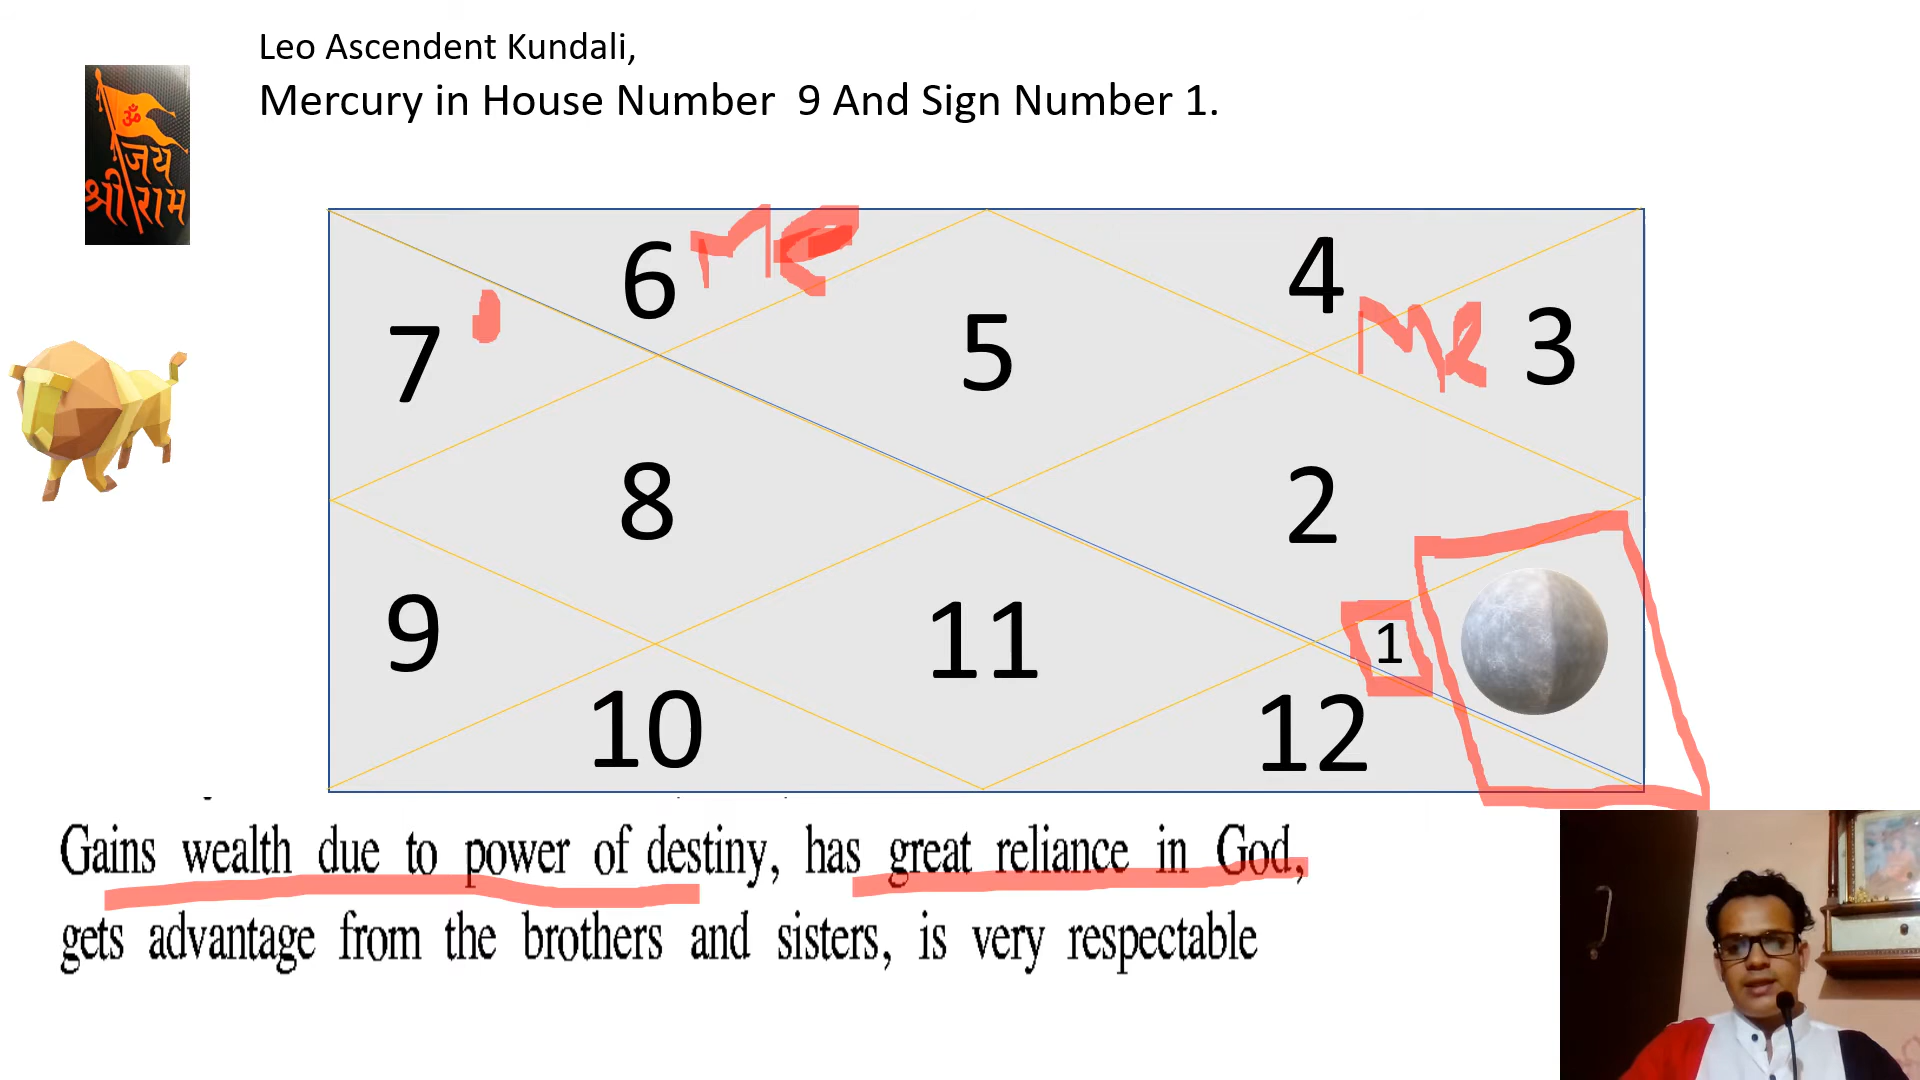 Leo Ascendent Kundali,
Mercury in House Number 9 And Sign Number 1.
ॐ
जय
श्री राम
6 Me
4
7
5
Me 3
8
2
9
11
1
10
12
Gains wealth due to power of destiny, has great reliance in God,
gets advantage from the brothers and sisters, is very respectable